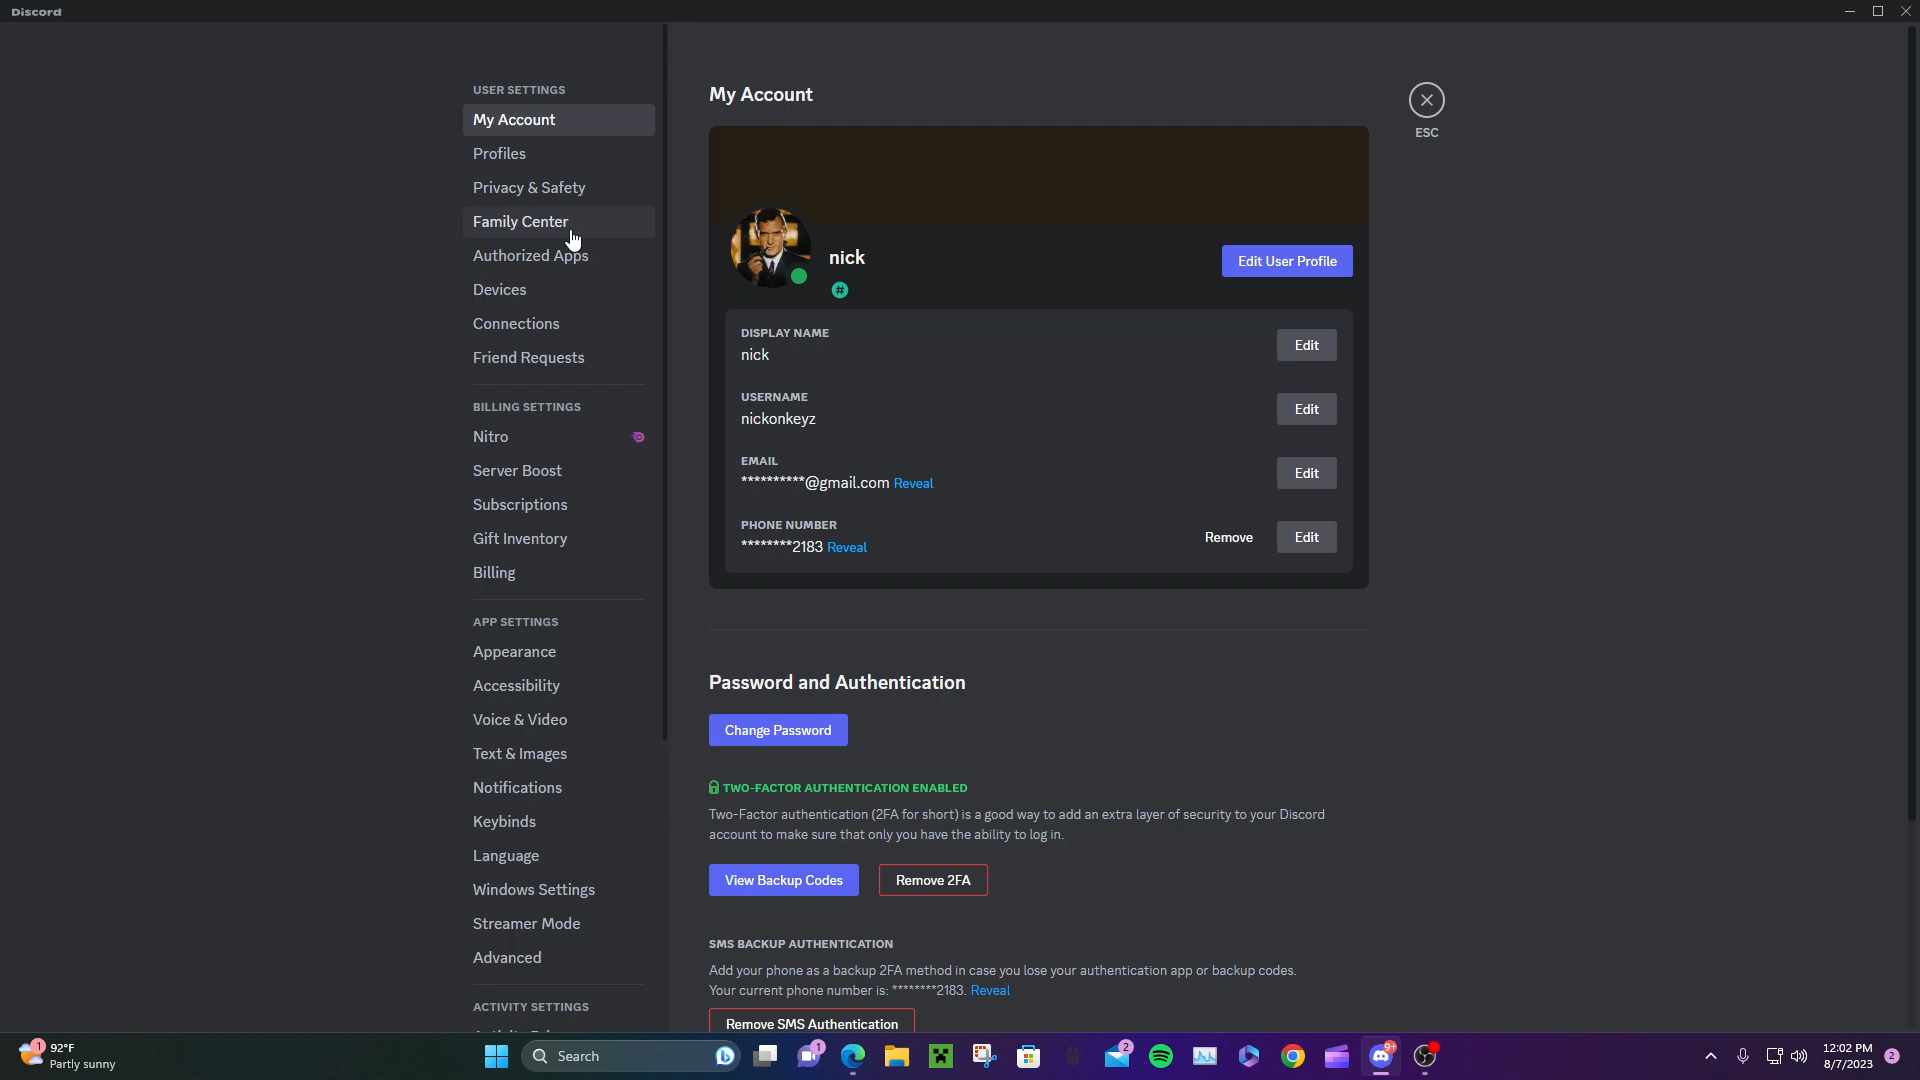 Discord
USER SETTINGS
My Account
Profiles
Privacy & Safety
Family Center
Authorized Apps
Devices
Connections
Friend Requests
BILLING SETTINGS
Nitro
Server Boost
Subscriptions
Gift Inventory
Billing
APP SETTINGS
Appearance
Accessibility
Voice & Video
Text & Images
Notifications
Keybinds
Language
Windows Settings
Streamer Mode
Advanced
ACTIVITY SETTINGS
My Account
ESC
nick
#
Edit User Profile
DISPLAY NAME
nick
Edit
USERNAME
nickonkeyz
Edit
EMAIL
**********@gmail.com Reveal
Edit
PHONE NUMBER
********2183 Reveal
Remove
Edit
Password and Authentication
Change Password
TWO-FACTOR AUTHENTICATION ENABLED
Two-Factor authentication (2FA for short) is a good way to add an extra layer of security to your Discord
account to make sure that only you have the ability to log in.
View Backup Codes
Remove 2FA
SMS BACKUP AUTHENTICATION
Add your phone as a backup 2FA method in case you lose your authentication app or backup codes.
Your current phone number is: ********2183. Reveal
Remove SMS Authentication
1
92°F
Partly sunny
Search
1
2
9+
12:02 PM
8/7/2023
2